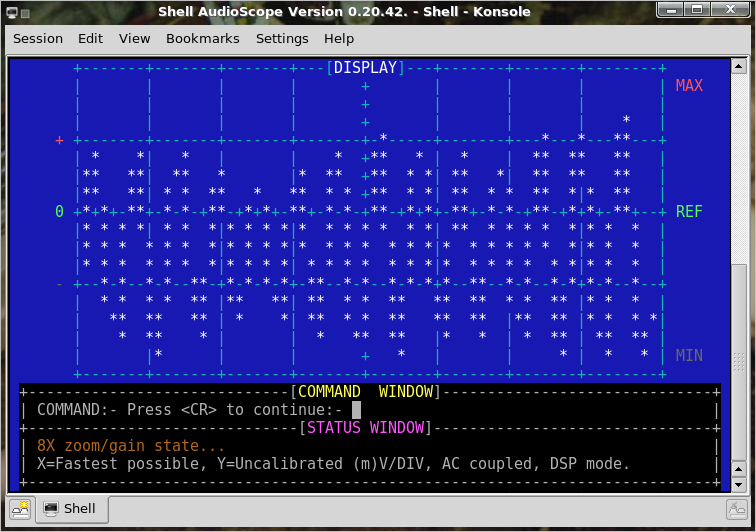 Shell AudioScope Version 0.20.42. - Shell - Konsole
Session Edit View Bookmarks Settings Help
[DISPLAY]
MAX
+
0 REF
-
MIN
[COMMAND  WINDOW]
COMMAND:- Press <CR> to continue:-
[STATUS WINDOW]
8X zoom/gain state...
X=Fastest possible, Y=Uncalibrated (m)V/DIV, AC coupled, DSP mode.
Shell